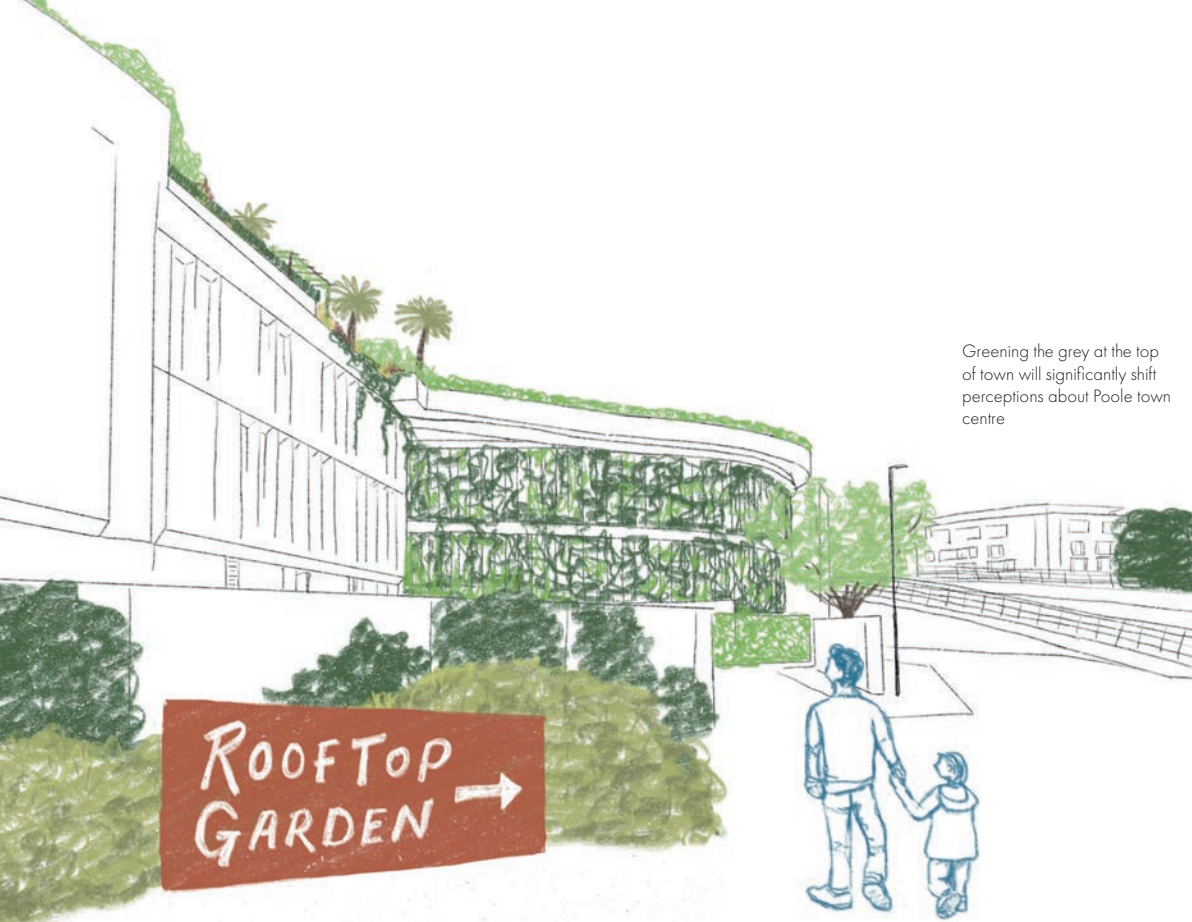 Greening the grey at the top
of town will significantly shift
perceptions about Poole town
centre
ROOFTOP
GARDEN →